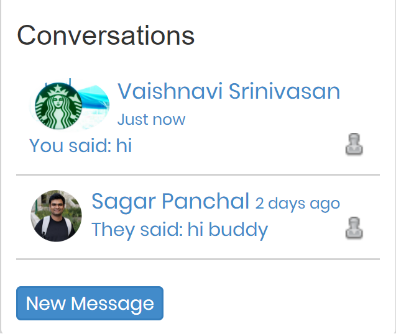 Conversations
Vaishnavi Srinivasan
Just now
You said: hi
Sagar Panchal 2 days ago
They said: hi buddy
New Message